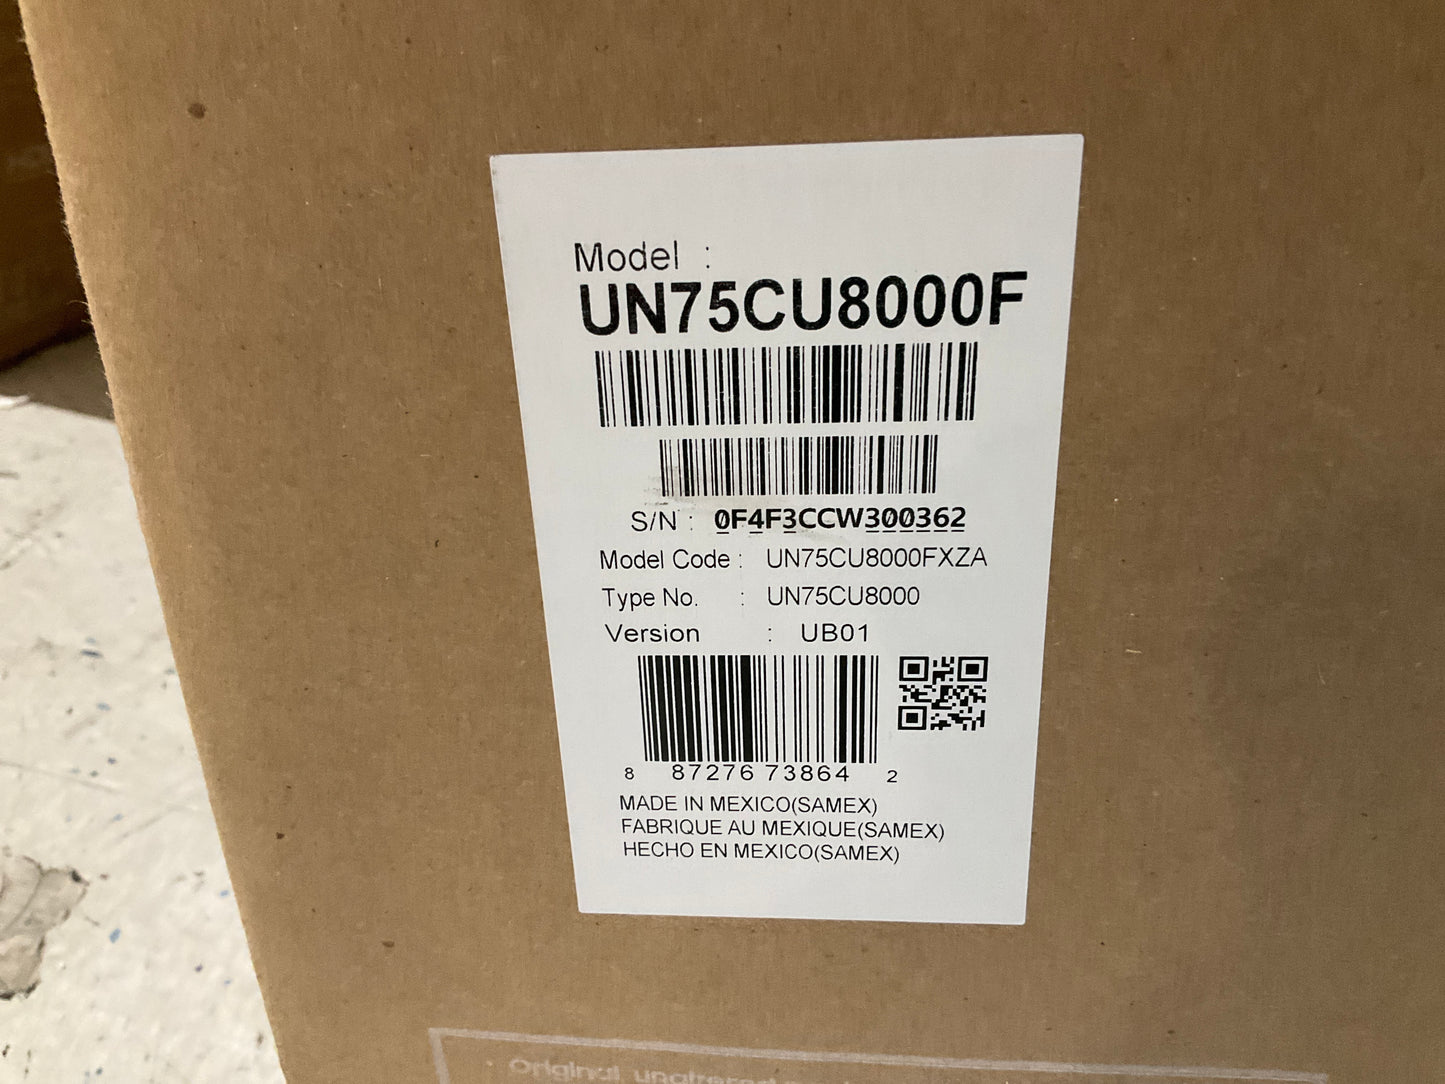 Model :
UN75CU8000F
S/N : 0F4F3CCW300362
Model Code : UN75CU8000FXZA
Type No. : UN75CU8000
Version : UB01
8 87276 73864 2
MADE IN MEXICO(SAMEX)
FABRIQUE AU MEXIQUE(SAMEX)
HECHO EN MEXICO(SAMEX)
• Original